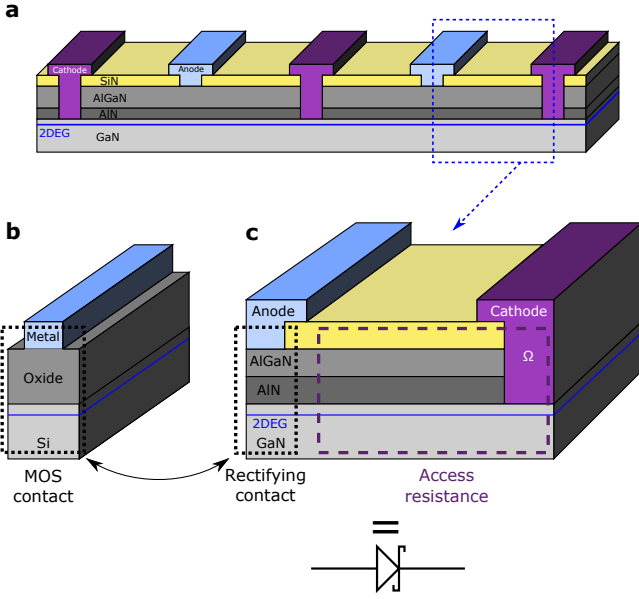 a
Cathode
Anode
SiN
AlGaN
AlN
2DEG
GaN
b
c
Metal
Oxide
Si
MOS
contact
Anode
Cathode
Ω
AlGaN
AlN
2DEG
GaN
Rectifying
contact
Access
resistance